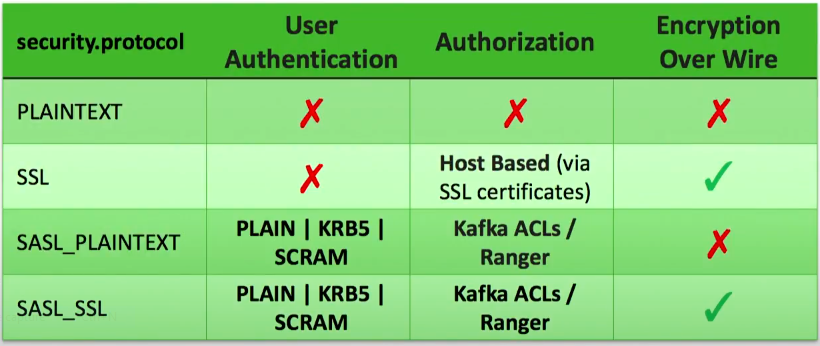 security.protocol
User
Authentication
Authorization
Encryption
Over Wire
PLAINTEXT
✗
✗
✗
SSL
✗
Host Based (via
SSL certificates)
✓
SASL_PLAINTEXT
PLAIN | KRB5 |
SCRAM
Kafka ACLs /
Ranger
✗
SASL_SSL
PLAIN | KRB5 |
SCRAM
Kafka ACLs /
Ranger
✓